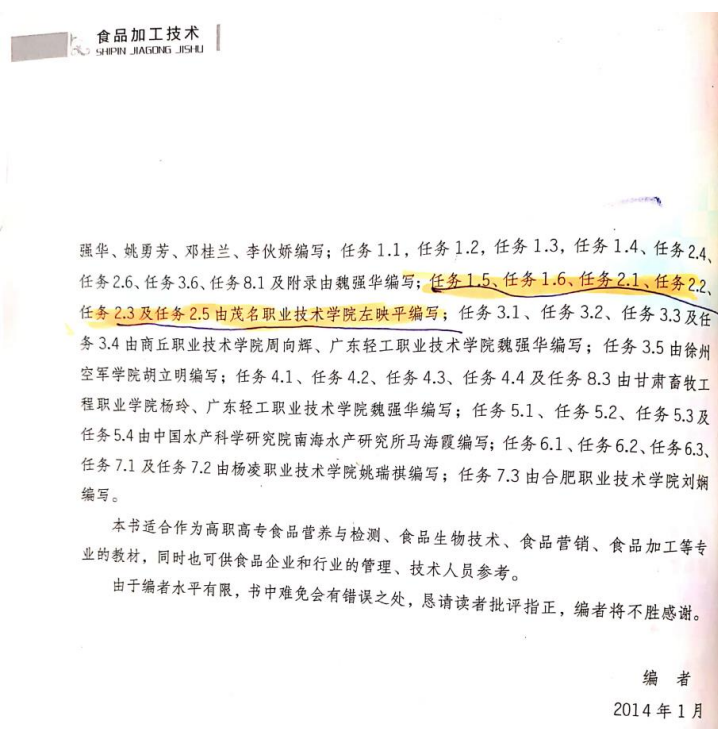 食品加工技术
SHIPIN JIAGONG JISHU
强华、姚勇芳、邓桂兰、李伙娇编写；任务 1.1，任务 1.2，任务 1.3，任务 1.4、任务 2.4、
任务 2.6、任务 3.6、任务 8.1 及附录由魏强华编写；任务 1.5、任务 1.6、任务 2.1、任务 2.2、
任务 2.3 及任务 2.5 由茂名职业技术学院左映平编写；任务 3.1、任务 3.2、任务 3.3 及任
务 3.4 由商丘职业技术学院周向辉、广东轻工职业技术学院魏强华编写；任务 3.5 由徐州
空军学院胡立明编写；任务 4.1、任务 4.2、任务 4.3、任务 4.4 及任务 8.3 由甘肃畜牧工
程职业学院杨玲、广东轻工职业技术学院魏强华编写；任务 5.1、任务 5.2、任务 5.3 及
任务 5.4 由中国水产科学研究院南海水产研究所马海霞编写；任务 6.1、任务 6.2、任务 6.3、
任务 7.1 及任务 7.2 由杨凌职业技术学院姚瑞祺编写；任务 7.3 由合肥职业技术学院刘娴
编写。
本书适合作为高职高专食品营养与检测、食品生物技术、食品营销、食品加工等专
业的教材，同时也可供食品企业和行业的管理、技术人员参考。
由于编者水平有限，书中难免会有错误之处，恳请读者批评指正，编者将不胜感谢。
编 者
2014 年 1 月